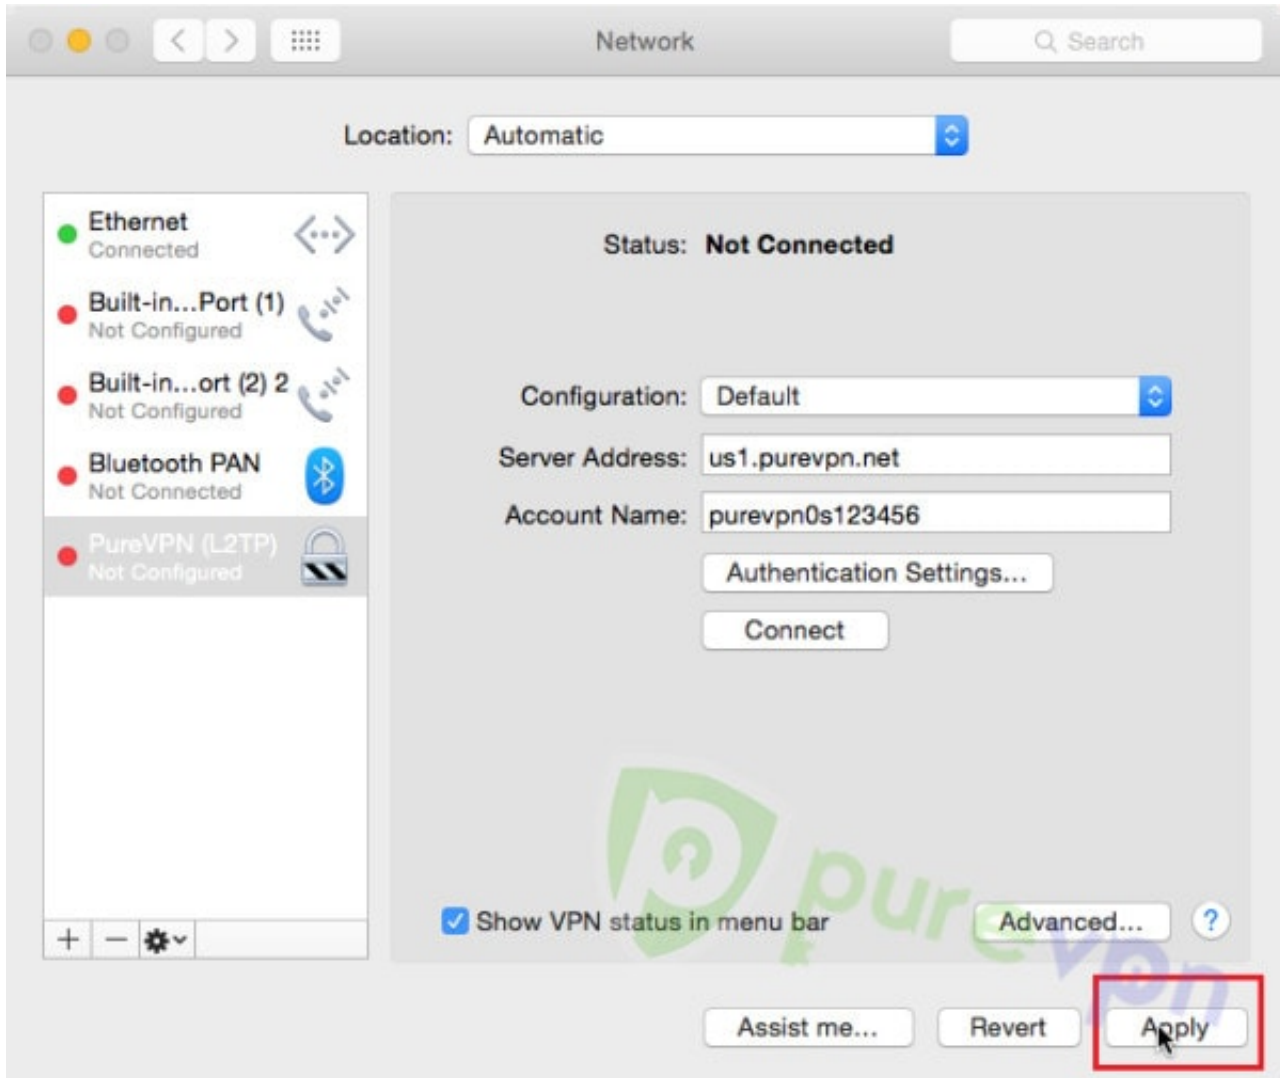 Network
Search
Location: Automatic
Ethernet
Connected
Built-in...Port (1)
Not Configured
Built-in...ort (2) 2
Not Configured
Bluetooth PAN
Not Connected
PureVPN (L2TP)
Not Configured
Status: Not Connected
Configuration: Default
Server Address: us1.purevpn.net
Account Name: purevpn0s123456
Authentication Settings...
Connect
purevpn
Show VPN status in menu bar
Advanced... ?
Assist me... Revert Apply